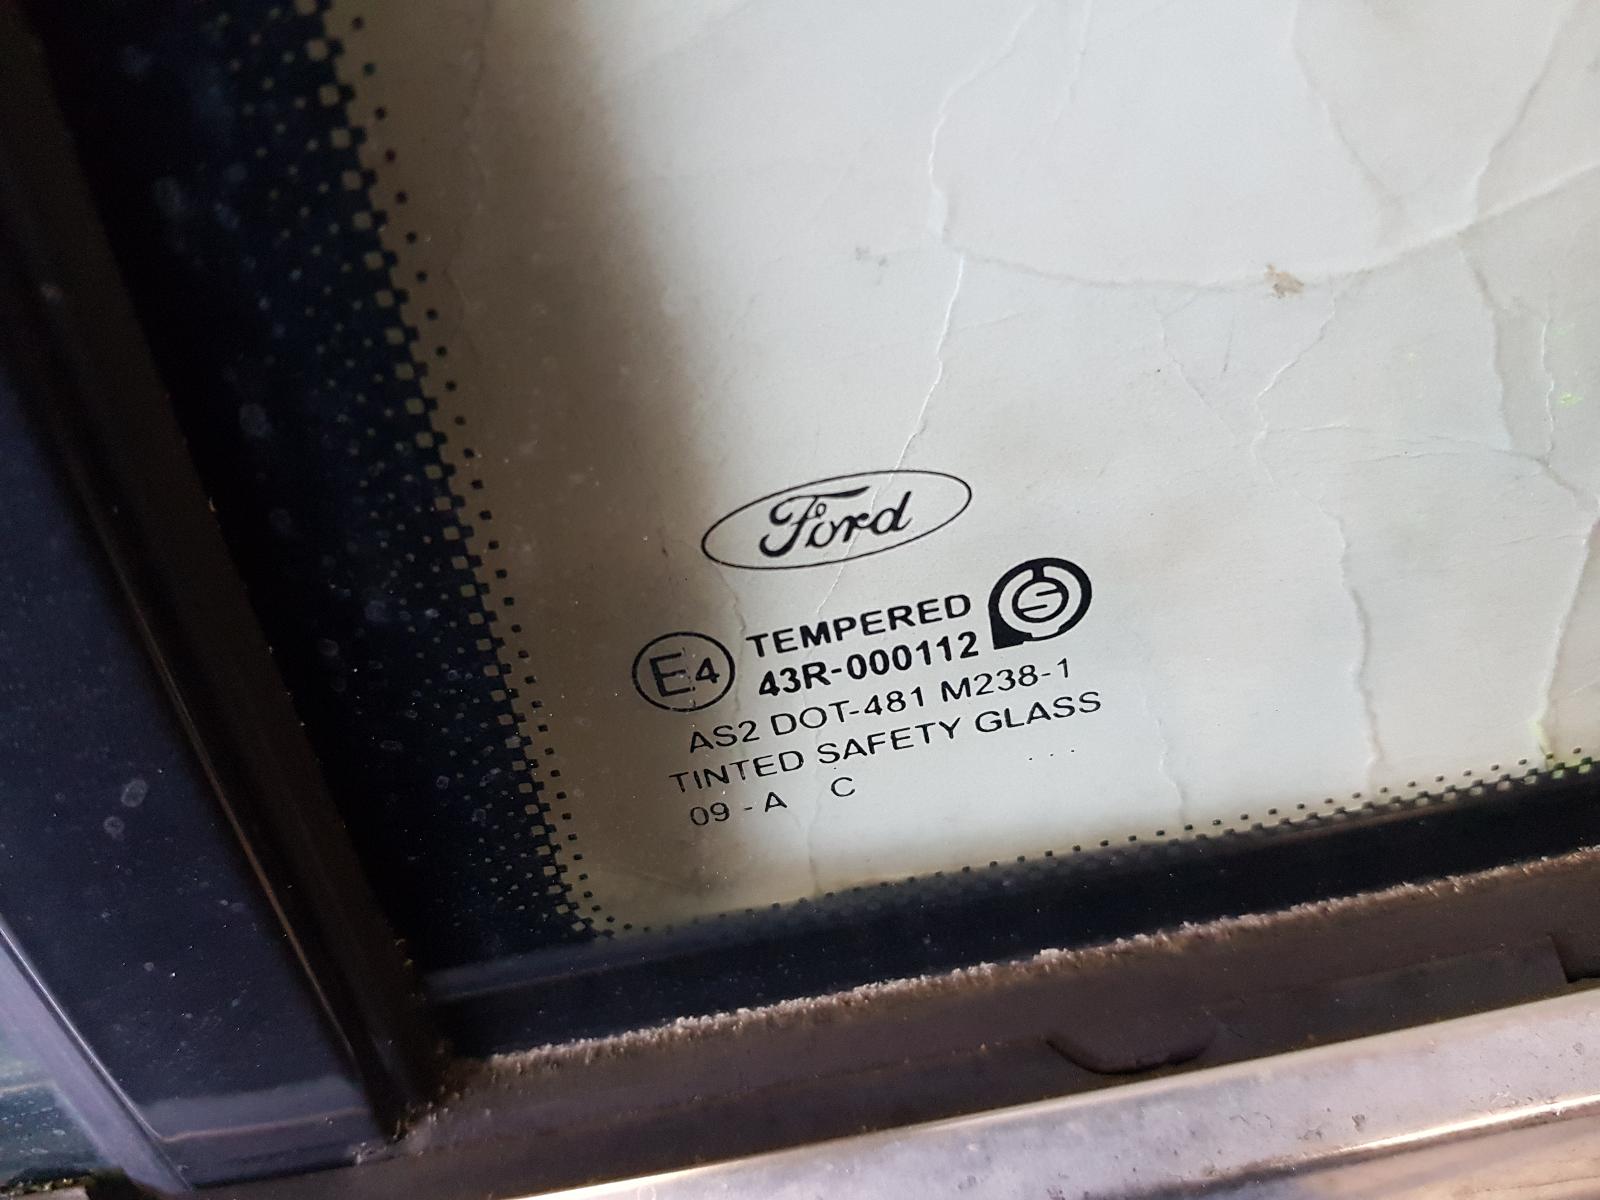 Ford
TEMPERED
E4
43R-000112
S
AS2 DOT-481 M238-1
TINTED SAFETY GLASS
09 - A C